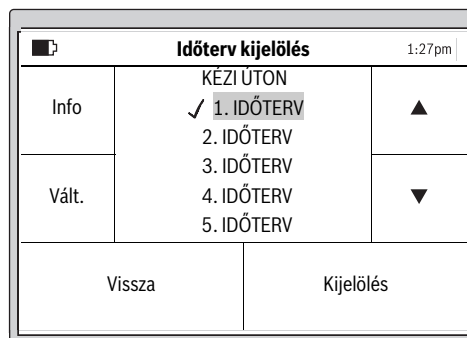 Időterv kijelölés
1:27pm
KÉZI ÚTON
Info
✓ 1. IDŐTERV
▲
2. IDŐTERV
3. IDŐTERV
Vált.
4. IDŐTERV
▼
5. IDŐTERV
Vissza
Kijelölés